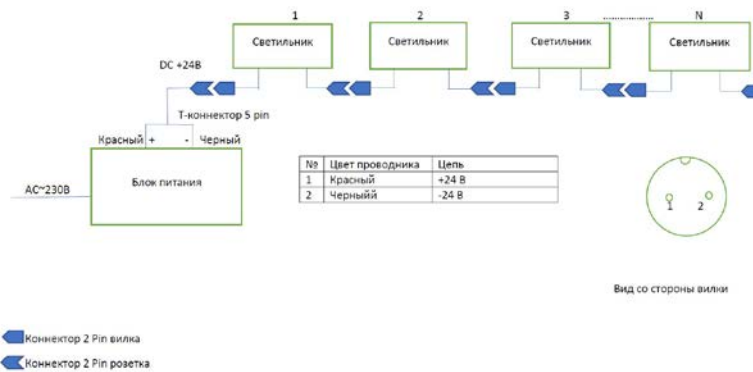 1 2 3 .............. N
Светильник Светильник Светильник Светильник
DC +24В
Т-коннектор 5 pin
Красный + - Черный
Блок питания
AC~230В
№ Цвет проводника Цепь
1 Красный +24 В
2 Черныйй -24 В
1 2
Вид со стороны вилки
Коннектор 2 Pin вилка
Коннектор 2 Pin розетка